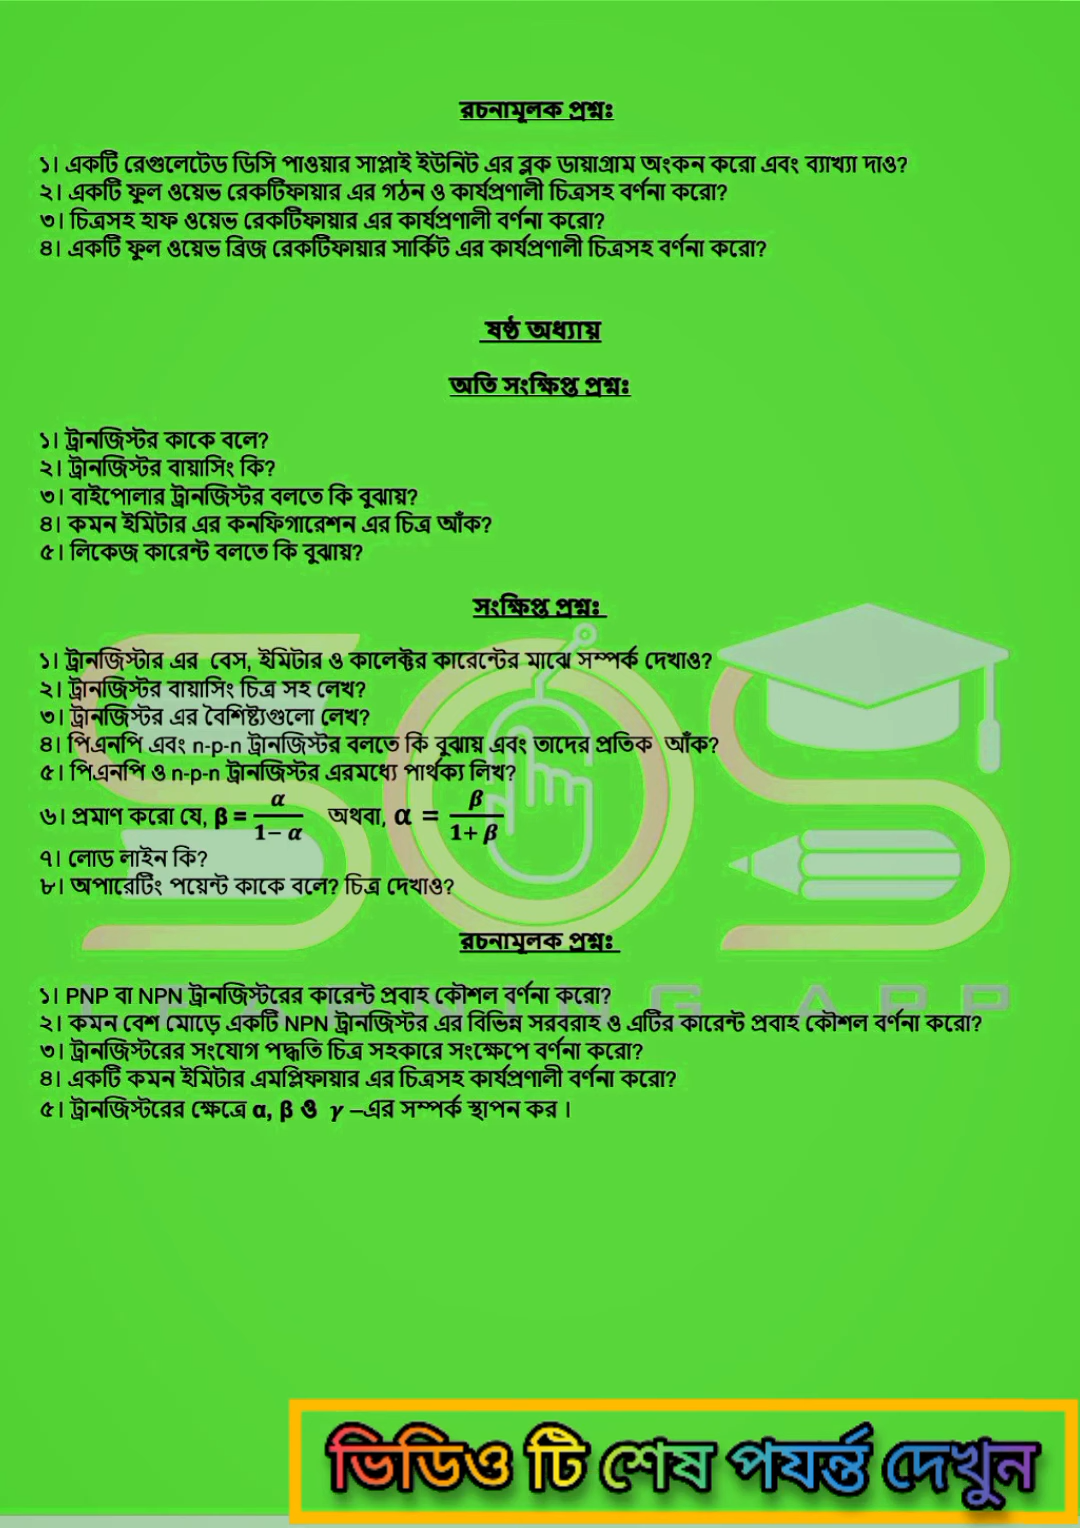 রচনামূলক প্রশ্নঃ
১। একটি রেগুলেটেড ডিসি পাওয়ার সাপ্লাই ইউনিট এর ব্লক ডায়াগ্রাম অংকন করো এবং ব্যাখ্যা দাও?
২। একটি ফুল ওয়েভ রেকটিফায়ার এর গঠন ও কার্যপ্রণালী চিত্রসহ বর্ণনা করো?
৩। চিত্রসহ হাফ ওয়েভ রেকটিফায়ার এর কার্যপ্রণালী বর্ণনা করো?
৪। একটি ফুল ওয়েভ ব্রিজ রেকটিফায়ার সার্কিট এর কার্যপ্রণালী চিত্রসহ বর্ণনা করো?
ষষ্ঠ অধ্যায়
অতি সংক্ষিপ্ত প্রশ্নঃ
১। ট্রানজিস্টর কাকে বলে?
২। ট্রানজিস্টর বায়াসিং কি?
৩। বাইপোলার ট্রানজিস্টর বলতে কি বুঝায়?
৪। কমন ইমিটার এর কনফিগারেশন এর চিত্র আঁক?
৫। লিকেজ কারেন্ট বলতে কি বুঝায়?
সংক্ষিপ্ত প্রশ্নঃ
১। ট্রানজিস্টার এর বেস, ইমিটার ও কালেক্টর কারেন্টের মাঝে সম্পর্ক দেখাও?
২। ট্রানজিস্টর বায়াসিং চিত্র সহ লেখ?
৩। ট্রানজিস্টর এর বৈশিষ্ট্যগুলো লেখ?
৪। পিএনপি এবং n-p-n ট্রানজিস্টর বলতে কি বুঝায় এবং তাদের প্রতিক আঁক?
৫। পিএনপি ও n-p-n ট্রানজিস্টর এরমধ্যে পার্থক্য লিখ?
৬। প্রমাণ করো যে, β = α / 1− α অথবা, α = β / 1+ β
৭। লোড লাইন কি?
৮। অপারেটিং পয়েন্ট কাকে বলে? চিত্র দেখাও?
রচনামূলক প্রশ্নঃ
১। PNP বা NPN ট্রানজিস্টরের কারেন্ট প্রবাহ কৌশল বর্ণনা করো?
২। কমন বেশ মোড়ে একটি NPN ট্রানজিস্টর এর বিভিন্ন সরবরাহ ও এটির কারেন্ট প্রবাহ কৌশল বর্ণনা করো?
৩। ট্রানজিস্টরের সংযোগ পদ্ধতি চিত্র সহকারে সংক্ষেপে বর্ণনা করো?
৪। একটি কমন ইমিটার এমপ্লিফায়ার এর চিত্রসহ কার্যপ্রণালী বর্ণনা করো?
৫। ট্রানজিস্টরের ক্ষেত্রে α, β ও γ –এর সম্পর্ক স্থাপন কর।
SOS
LEARNING APP
ভিডিও টি শেষ পযর্ন্ত দেখুন